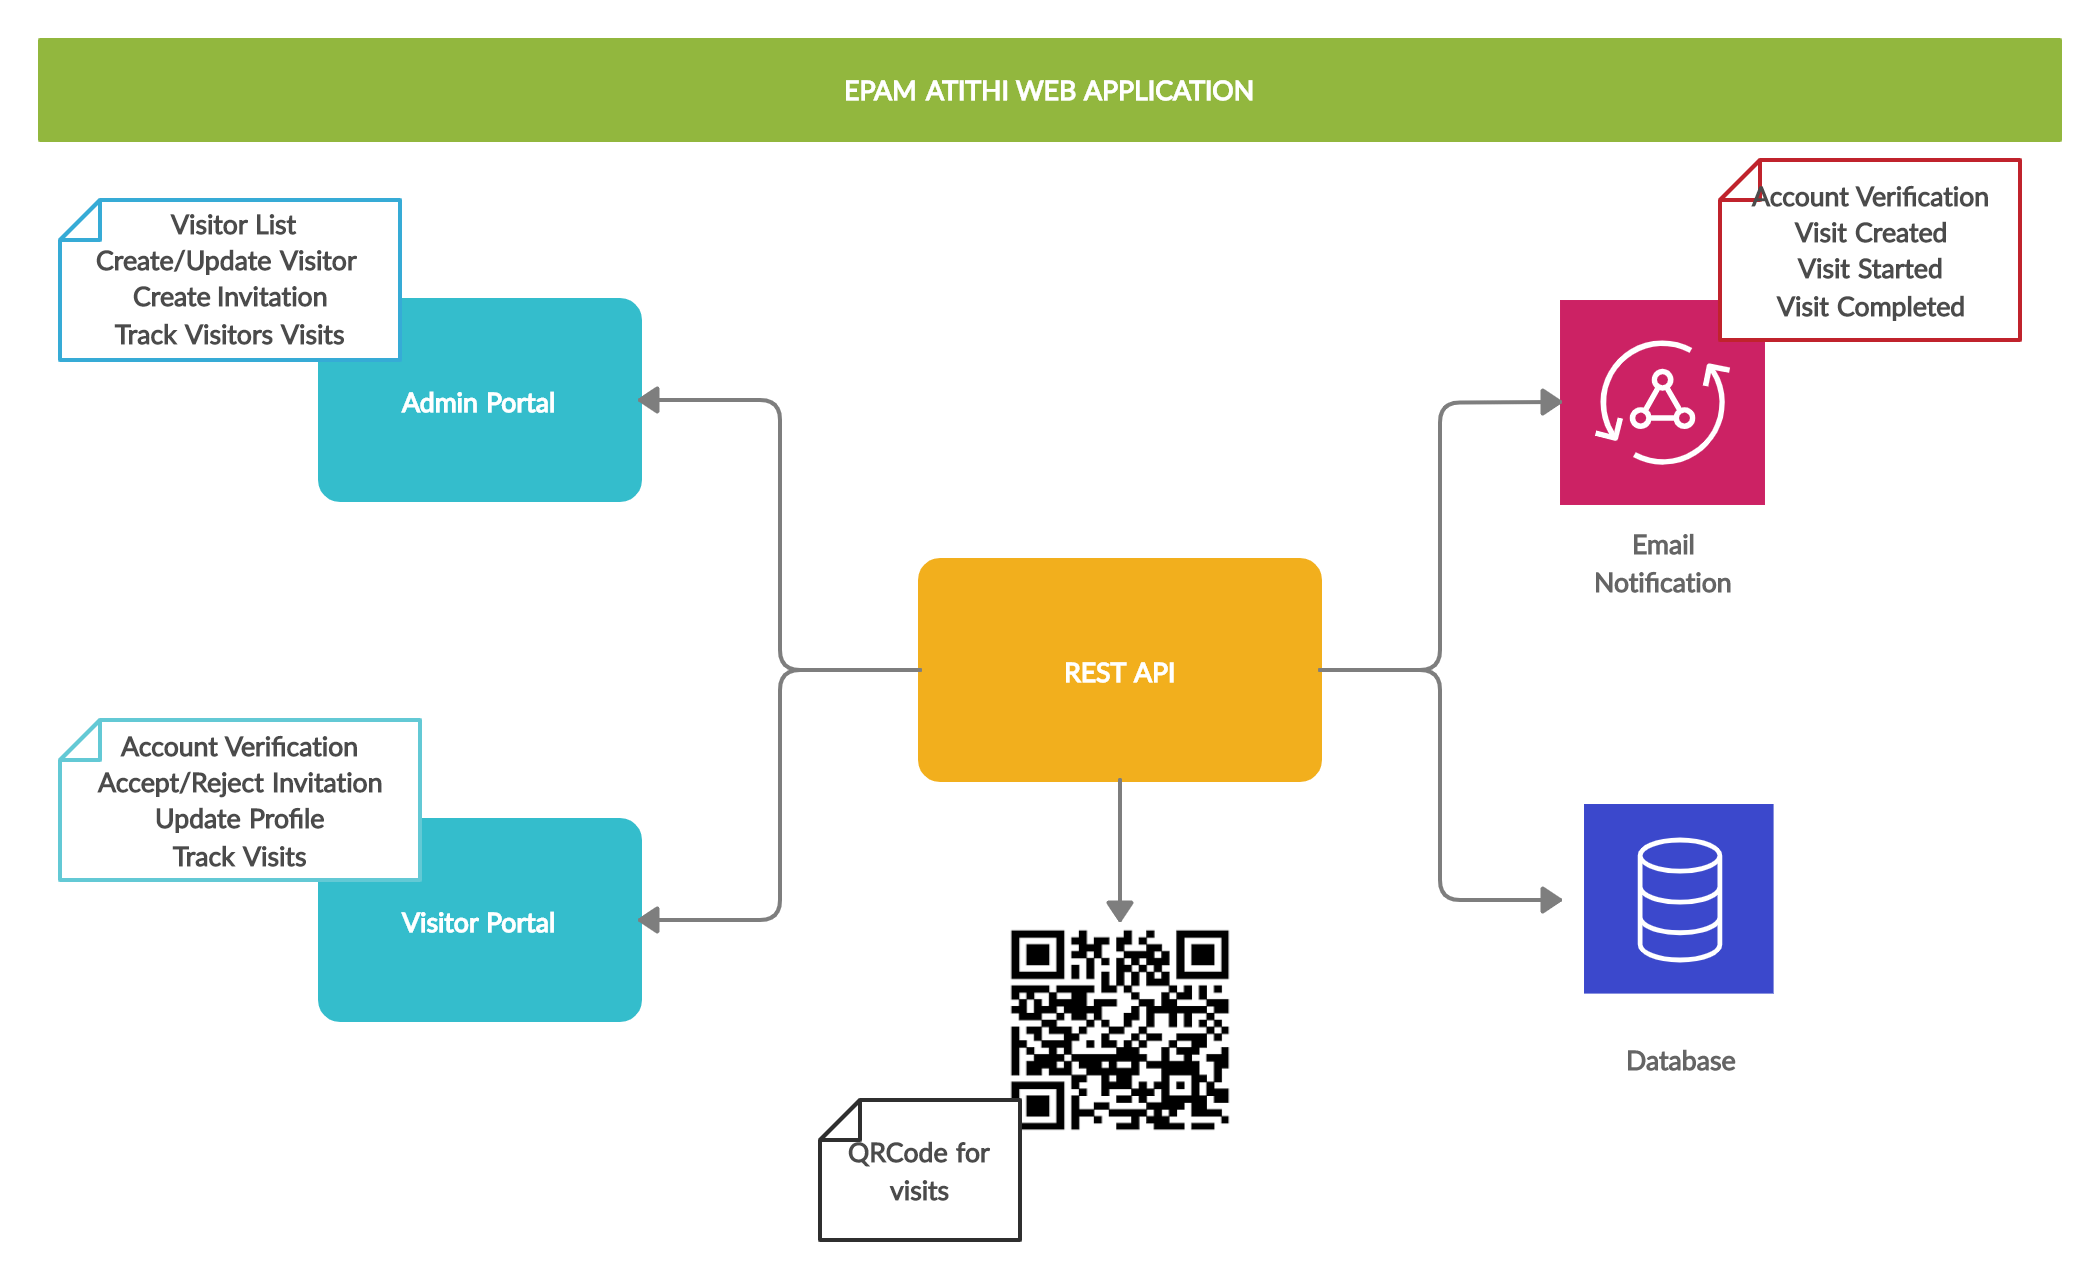 EPAM ATITHI WEB APPLICATION
Visitor List
Create/Update Visitor
Create Invitation
Track Visitors Visits
Admin Portal
Account Verification
Visit Created
Visit Started
Visit Completed
Email
Notification
REST API
Account Verification
Accept/Reject Invitation
Update Profile
Track Visits
Visitor Portal
Database
QRCode for
visits